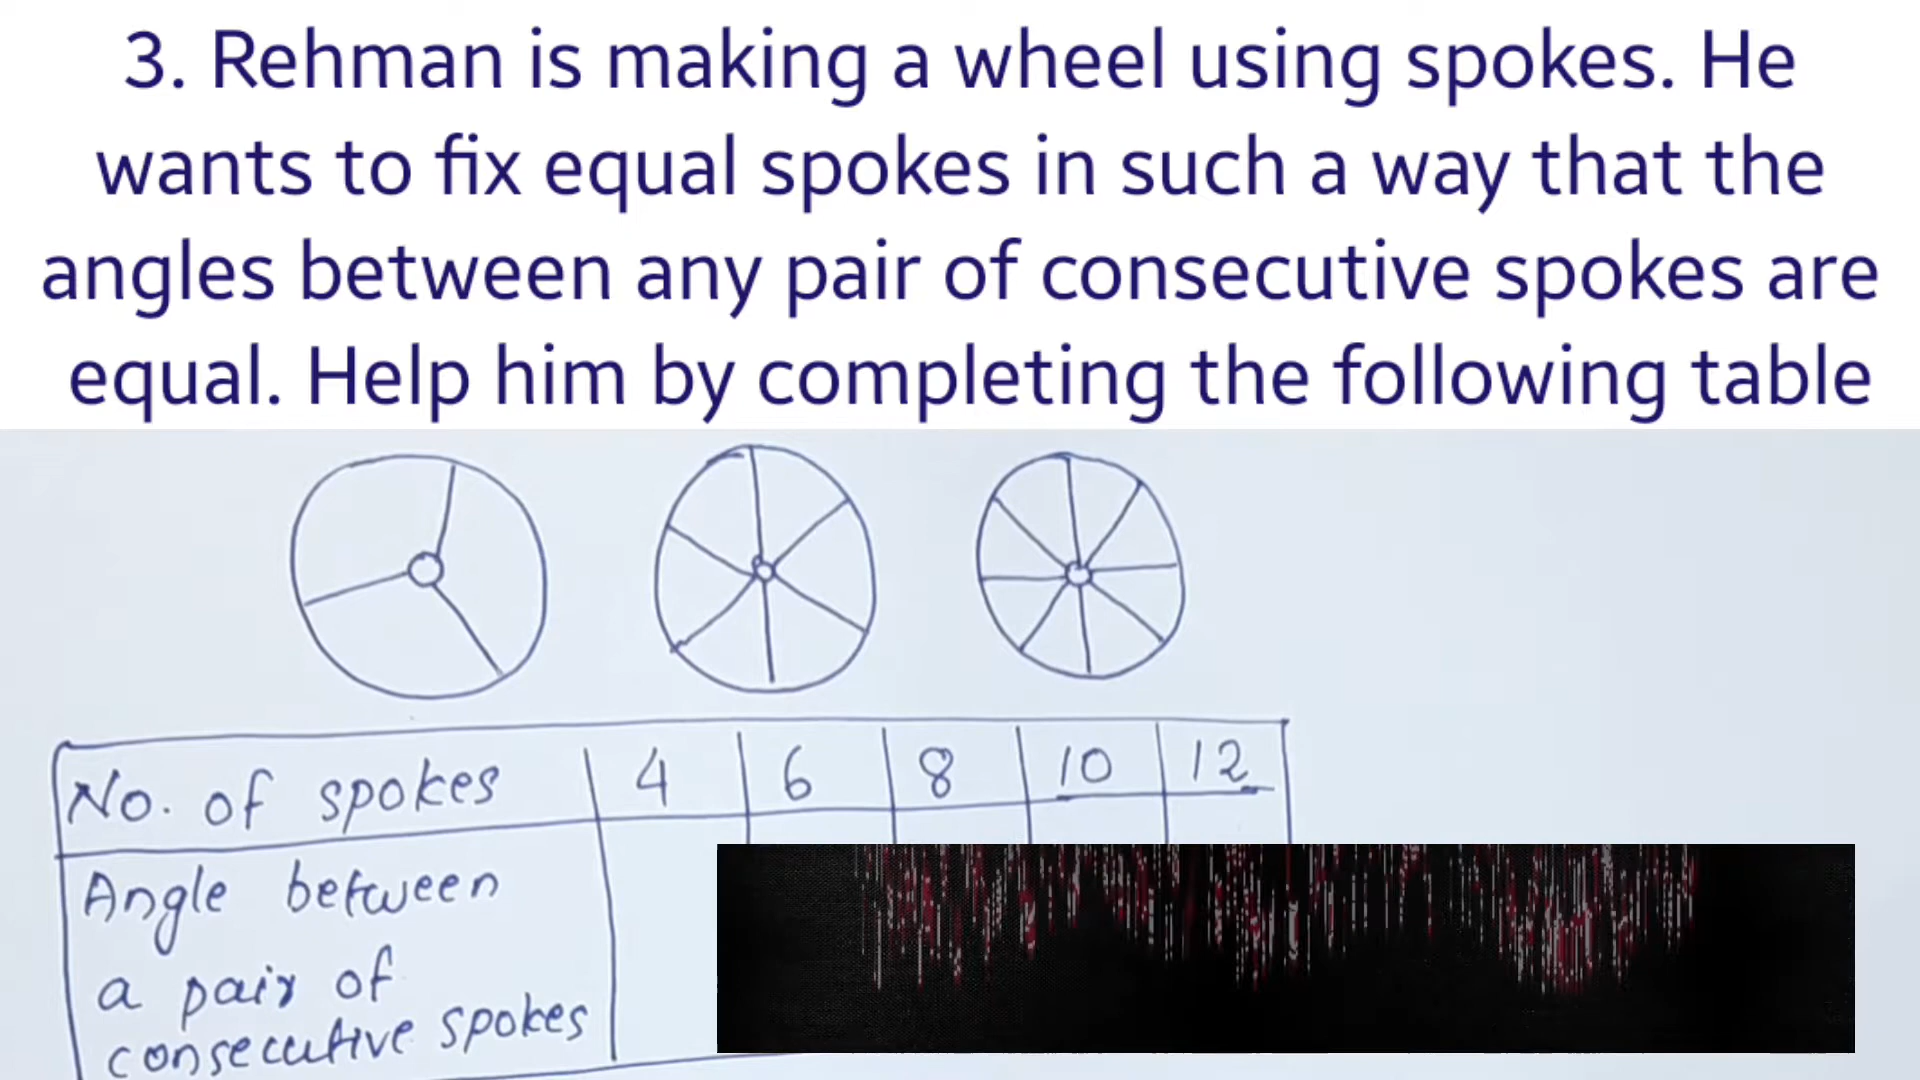 3. Rehman is making a wheel using spokes. He
wants to fix equal spokes in such a way that the
angles between any pair of consecutive spokes are
equal. Help him by completing the following table
No. of spokes 4 6 8 10 12
Angle between
a pair of
consecutive spokes